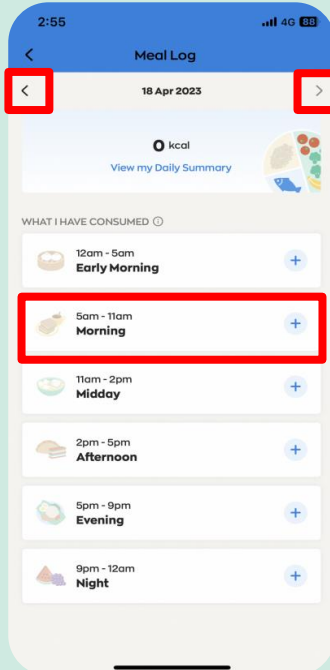 2:55
4G 88
Meal Log
18 Apr 2023
0 kcal
View my Daily Summary
WHAT I HAVE CONSUMED
12am - 5am
Early Morning
5am - 11am
Morning
11am - 2pm
Midday
2pm - 5pm
Afternoon
5pm - 9pm
Evening
9pm - 12am
Night